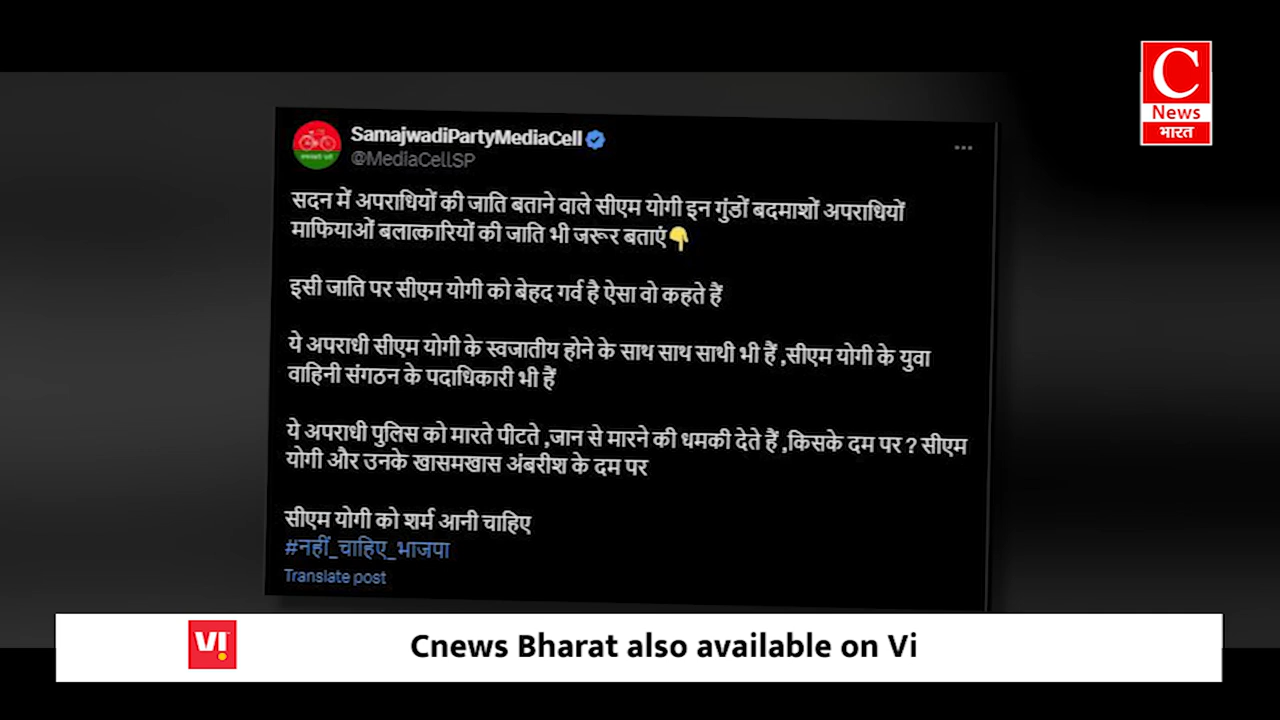 C
News
भारत
SamajwadiPartyMediaCell
@MediaCellSP
सदन में अपराधियों की जाति बताने वाले सीएम योगी इन गुंडों बदमाशों अपराधियों
माफियाओं बलात्कारियों की जाति भी जरूर बताएं👇
इसी जाति पर सीएम योगी को बेहद गर्व है ऐसा वो कहते हैं
ये अपराधी सीएम योगी के स्वजातीय होने के साथ साथ साथी भी हैं ,सीएम योगी के युवा
वाहिनी संगठन के पदाधिकारी भी हैं
ये अपराधी पुलिस को मारते पीटते ,जान से मारने की धमकी देते हैं ,किसके दम पर ? सीएम
योगी और उनके खासमखास अंबरीश के दम पर
सीएम योगी को शर्म आनी चाहिए
#नहीं_चाहिए_भाजपा
Translate post
VI
Cnews Bharat also available on Vi